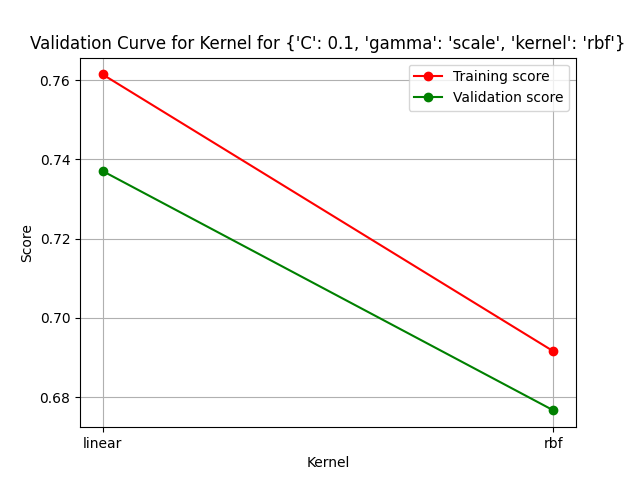 Validation Curve for Kernel for {'C': 0.1, 'gamma': 'scale', 'kernel': 'rbf'}
Training score
Validation score
0.76
0.74
0.72
0.70
0.68
Score
linear
rbf
Kernel